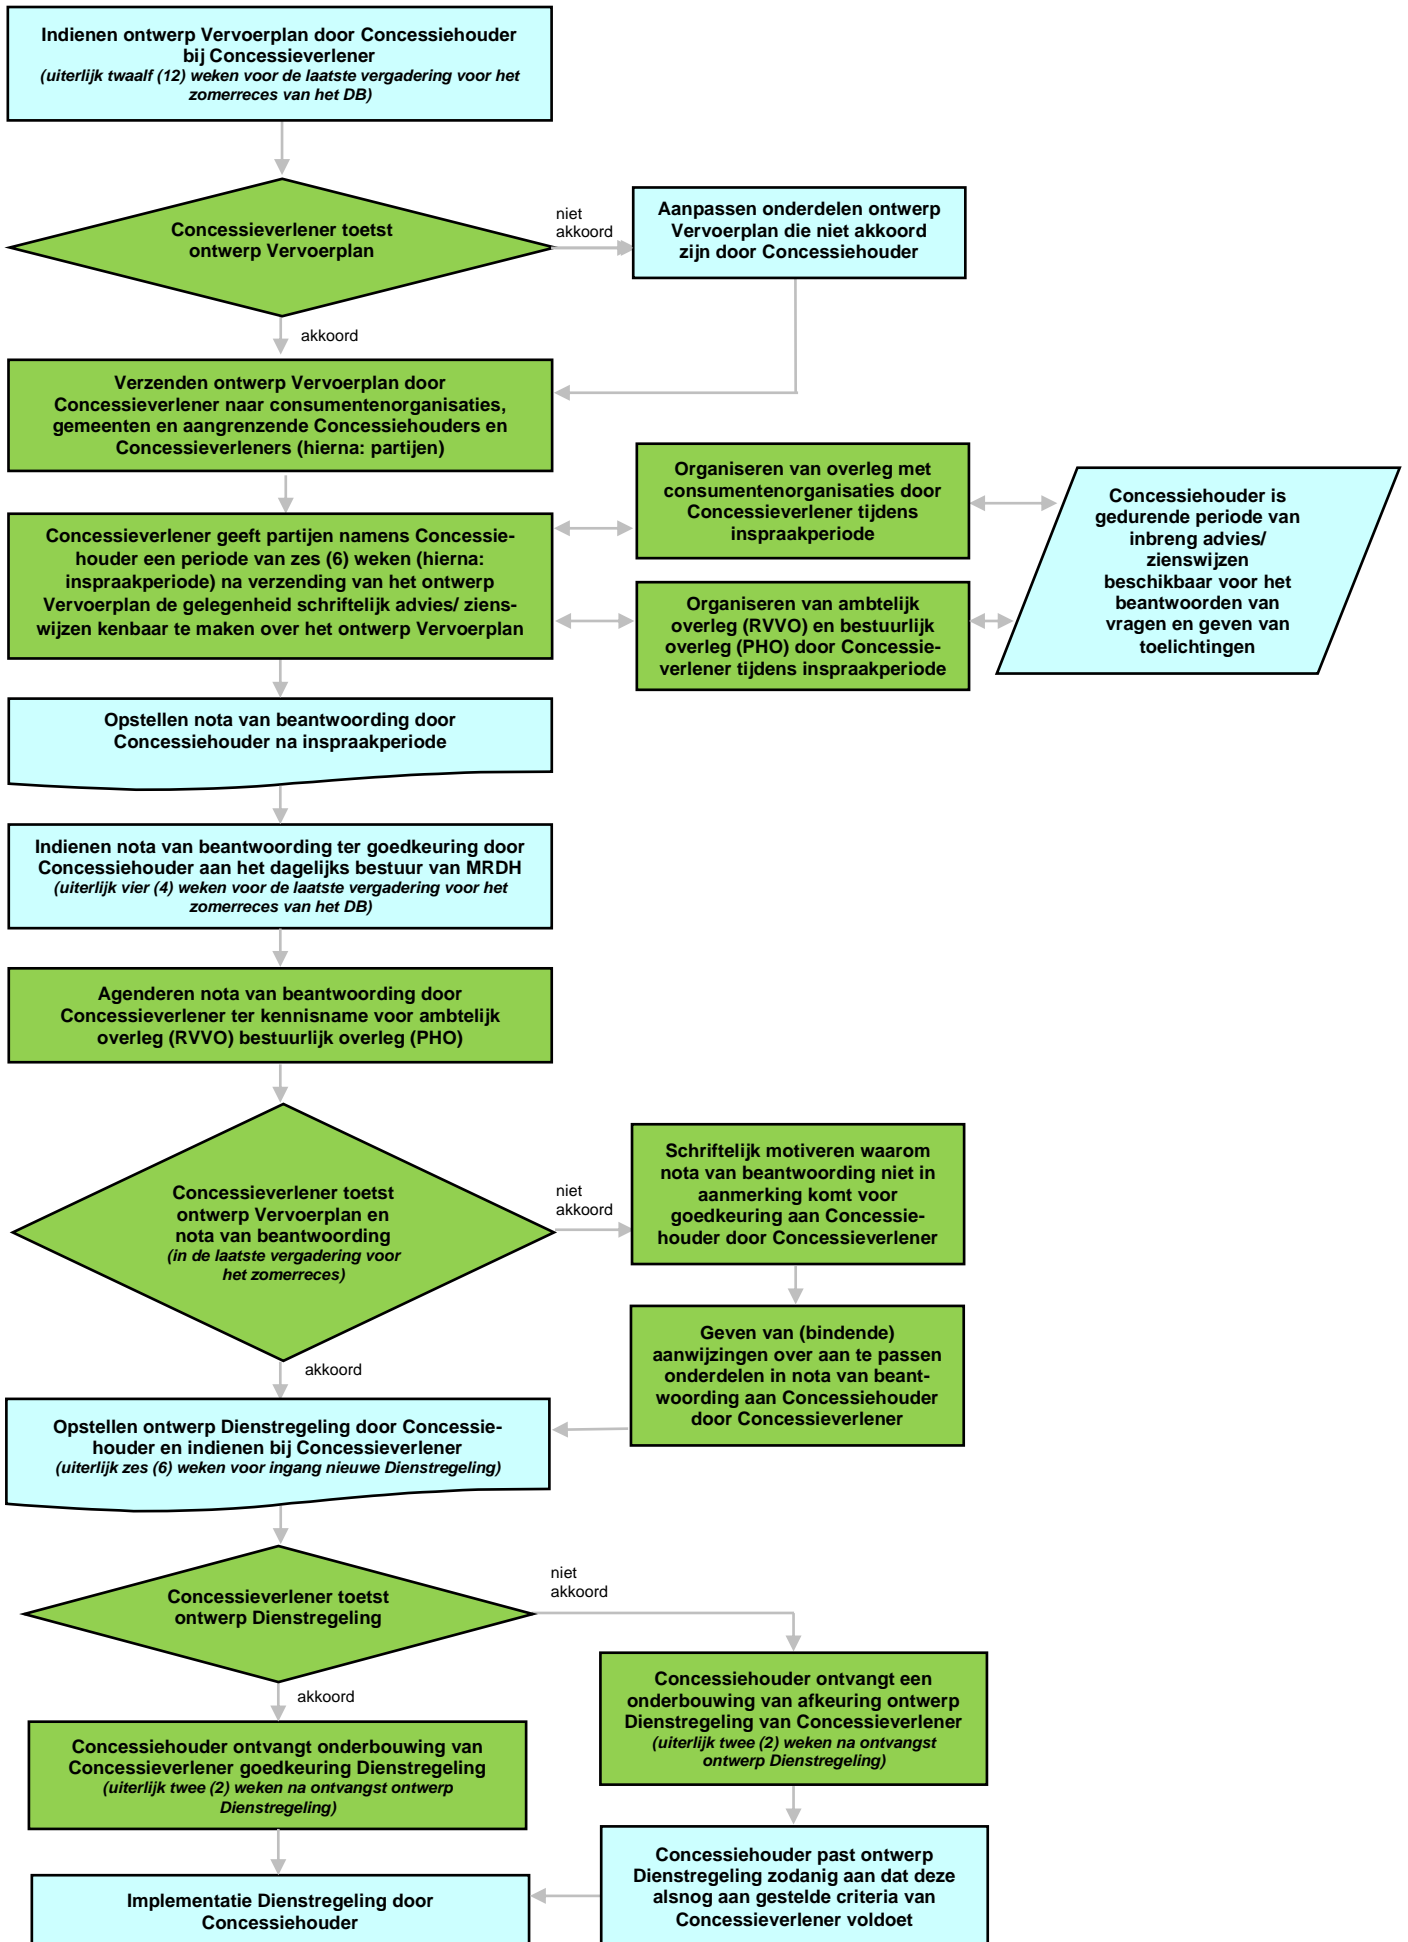 Indienen ontwerp Vervoerplan door Concessiehouder
bij Concessieverlener
(uiterlijk twaalf (12) weken voor de laatste vergadering voor het
zomerreces van het DB)
Concessieverlener toetst
ontwerp Vervoerplan
niet
akkoord
Aanpassen onderdelen ontwerp
Vervoerplan die niet akkoord
zijn door Concessiehouder
akkoord
Verzenden ontwerp Vervoerplan door
Concessieverlener naar consumentenorganisaties,
gemeenten en aangrenzende Concessiehouders en
Concessieverleners (hierna: partijen)
Organiseren van overleg met
consumentenorganisaties door
Concessieverlener tijdens
inspraakperiode
Concessiehouder is
gedurende periode van
inbreng advies/
zienswijzen
beschikbaar voor het
beantwoorden van
vragen en geven van
toelichtingen
Concessieverlener geeft partijen namens Concessie-
houder een periode van zes (6) weken (hierna:
inspraakperiode) na verzending van het ontwerp
Vervoerplan de gelegenheid schriftelijk advies/ ziens-
wijzen kenbaar te maken over het ontwerp Vervoerplan
Organiseren van ambtelijk
overleg (RVVO) en bestuurlijk
overleg (PHO) door Concessie-
verlener tijdens inspraakperiode
Opstellen nota van beantwoording door
Concessiehouder na inspraakperiode
Indienen nota van beantwoording ter goedkeuring door
Concessiehouder aan het dagelijks bestuur van MRDH
(uiterlijk vier (4) weken voor de laatste vergadering voor het
zomerreces van het DB)
Agenderen nota van beantwoording door
Concessieverlener ter kennisname voor ambtelijk
overleg (RVVO) bestuurlijk overleg (PHO)
Concessieverlener toetst
ontwerp Vervoerplan en
nota van beantwoording
(in de laatste vergadering voor
het zomerreces)
niet
akkoord
Schriftelijk motiveren waarom
nota van beantwoording niet in
aanmerking komt voor
goedkeuring aan Concessie-
houder door Concessieverlener
Geven van (bindende)
aanwijzingen over aan te passen
onderdelen in nota van beant-
woording aan Concessiehouder
door Concessieverlener
akkoord
Opstellen ontwerp Dienstregeling door Concessie-
houder en indienen bij Concessieverlener
(uiterlijk zes (6) weken voor ingang nieuwe Dienstregeling)
Concessieverlener toetst
ontwerp Dienstregeling
niet
akkoord
akkoord
Concessiehouder ontvangt een
onderbouwing van afkeuring ontwerp
Dienstregeling van Concessieverlener
(uiterlijk twee (2) weken na ontvangst
ontwerp Dienstregeling)
Concessiehouder ontvangt onderbouwing van
Concessieverlener goedkeuring Dienstregeling
(uiterlijk twee (2) weken na ontvangst ontwerp
Dienstregeling)
Concessiehouder past ontwerp
Dienstregeling zodanig aan dat deze
alsnog aan gestelde criteria van
Concessieverlener voldoet
Implementatie Dienstregeling door
Concessiehouder